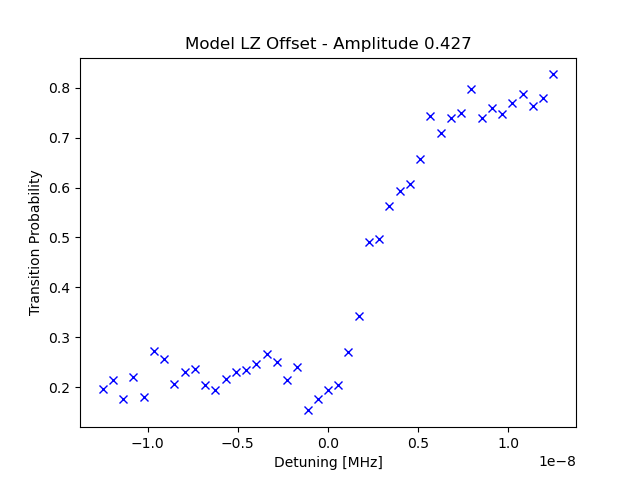 Model LZ Offset - Amplitude 0.427
Transition Probability
0.8
0.7
0.6
0.5
0.4
0.3
0.2
−1.0 −0.5 0.0 0.5 1.0
1e−8
Detuning [MHz]